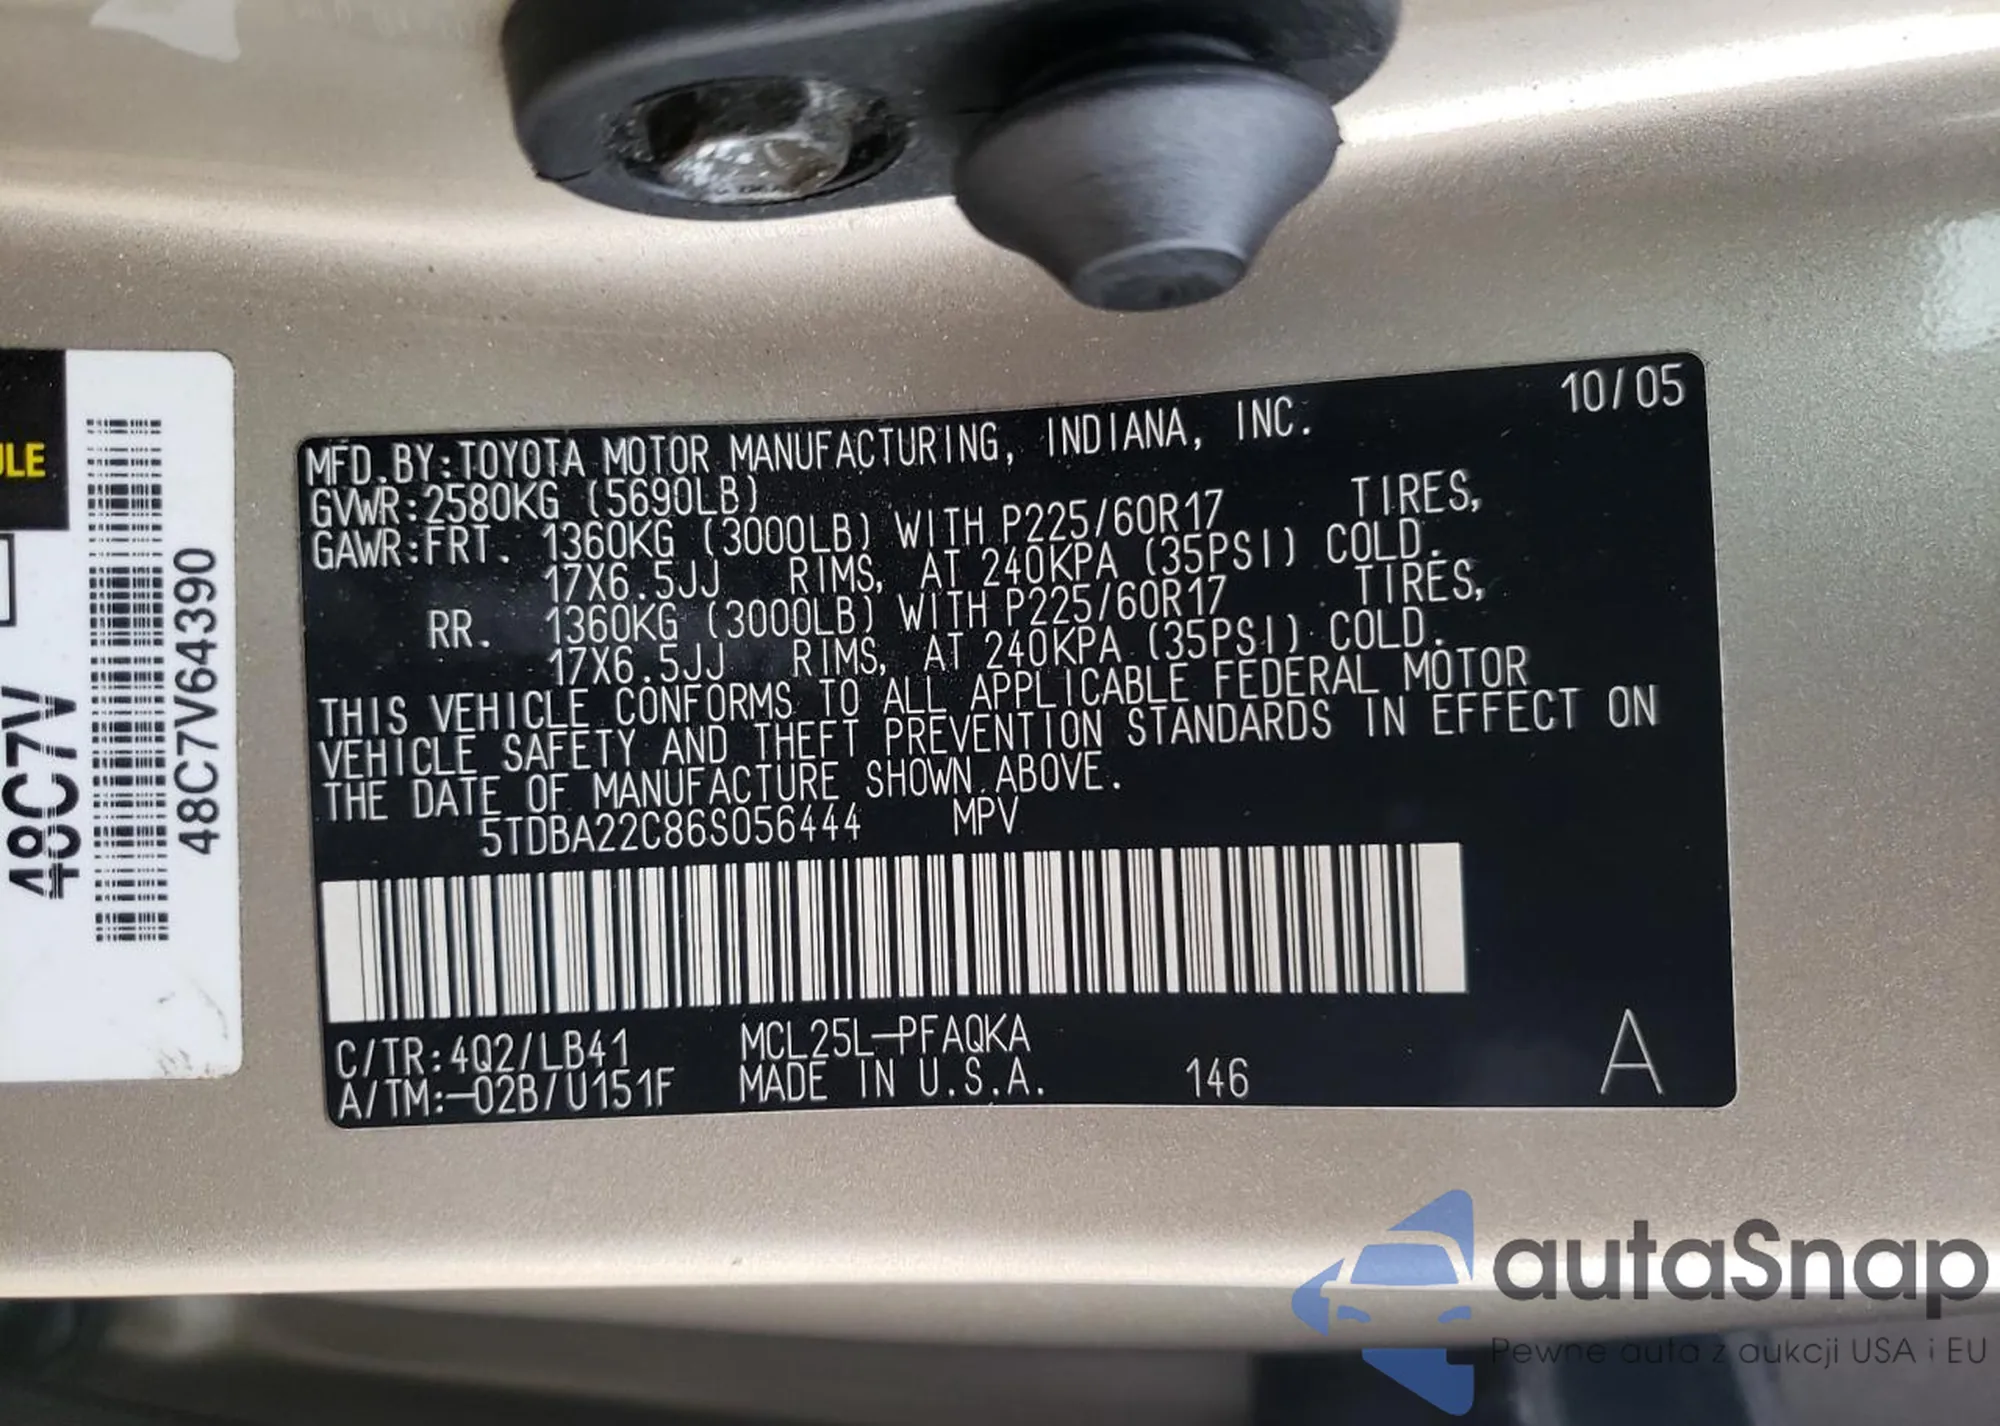 MFD.BY:TOYOTA MOTOR MANUFACTURING, INDIANA, INC. 10/05
GVWR:2580KG (5690LB)
GAWR:FRT. 1360KG (3000LB) WITH P225/60R17 TIRES,
17X6.5JJ RIMS, AT 240KPA (35PSI) COLD.
RR. 1360KG (3000LB) WITH P225/60R17 TIRES,
17X6.5JJ RIMS, AT 240KPA (35PSI) COLD.
THIS VEHICLE CONFORMS TO ALL APPLICABLE FEDERAL MOTOR
VEHICLE SAFETY AND THEFT PREVENTION STANDARDS IN EFFECT ON
THE DATE OF MANUFACTURE SHOWN ABOVE.
5TDBA22C86S056444 MPV
C/TR:4Q2/LB41 MCL25L-PFAQKA
A/TM:-02B/U151F MADE IN U.S.A. 146 A
ULE
48C7V
48C7V64390
autaSnap
Pewne auta z aukcji USA i EU